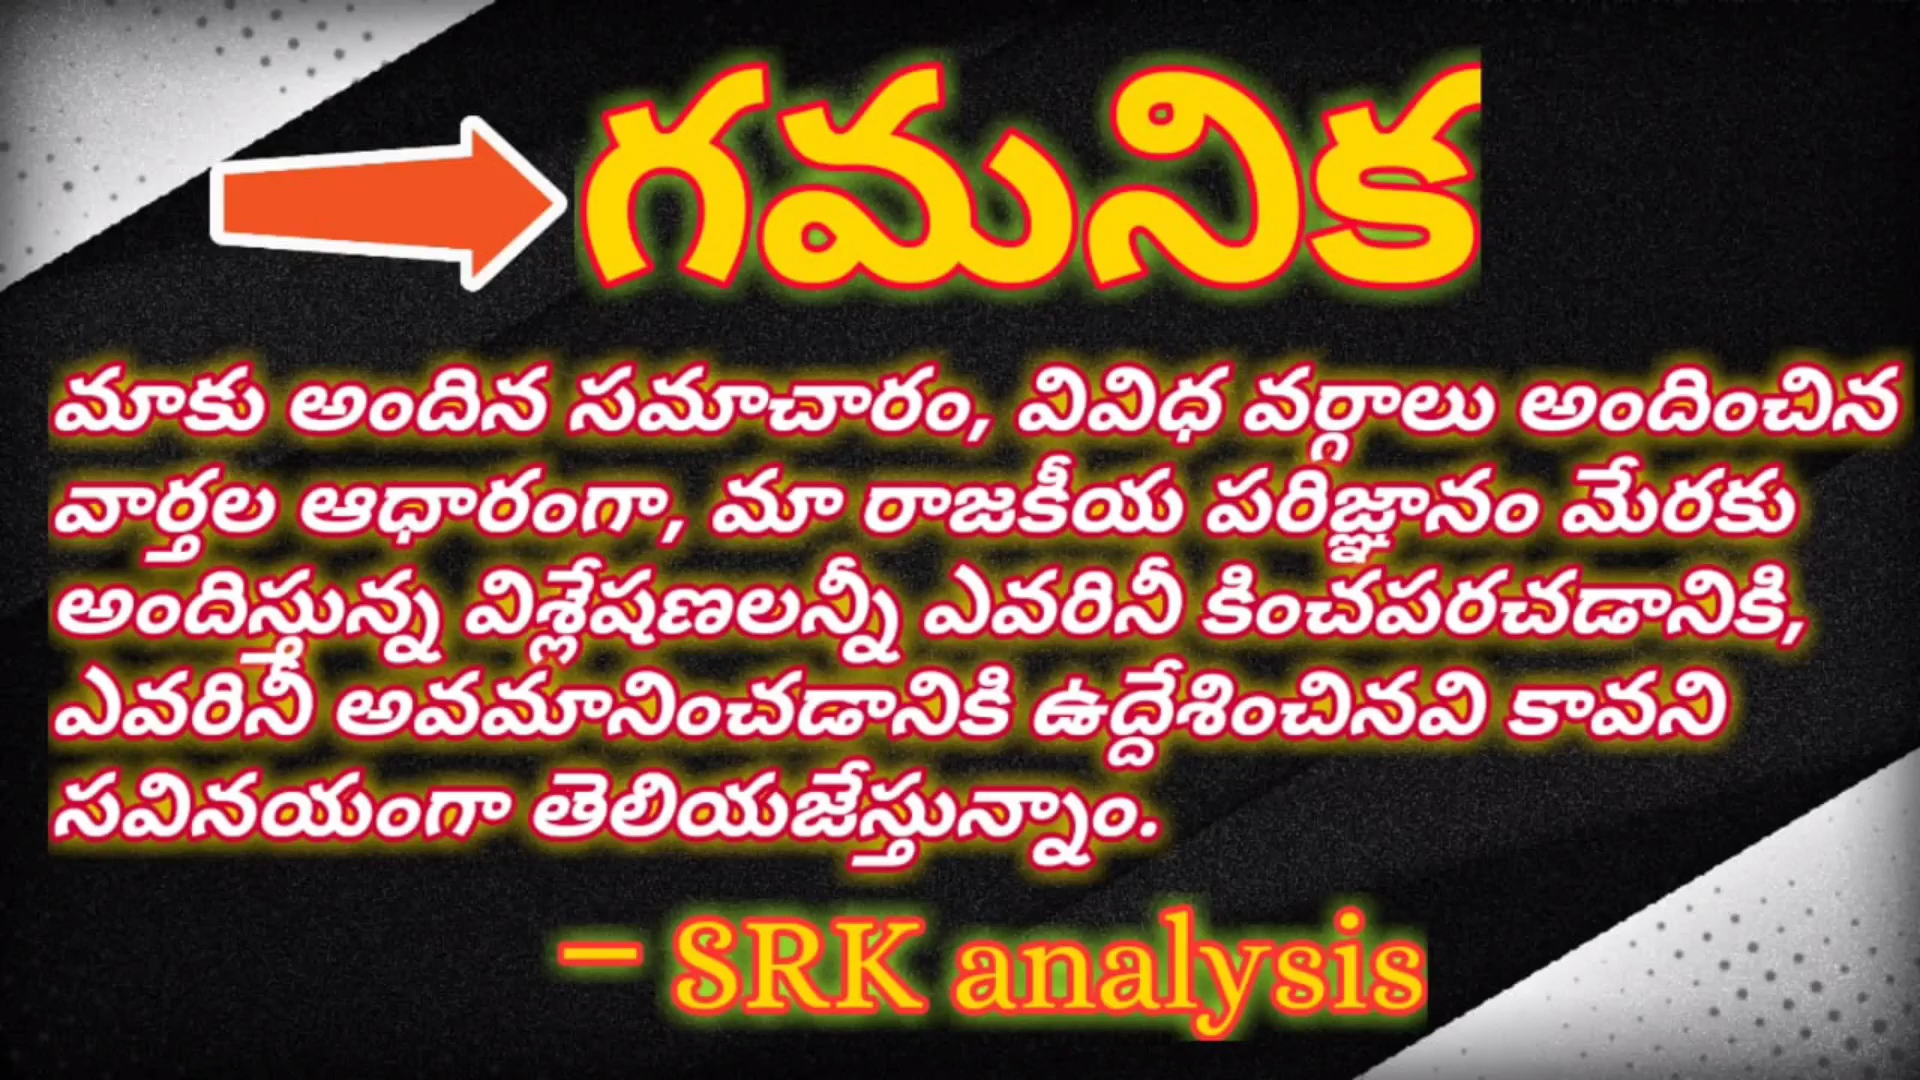 గమనిక
మాకు అందిన సమాచారం, వివిధ వర్గాలు అందించిన
వార్తల ఆధారంగా, మా రాజకీయ పరిజ్ఞానం మేరకు
అందిస్తున్న విశ్లేషణలన్నీ ఎవరినీ కించపరచడానికి,
ఎవరినీ అవమానించడానికి ఉద్దేశించినవి కావని
సవినయంగా తెలియజేస్తున్నాం.
– SRK analysis